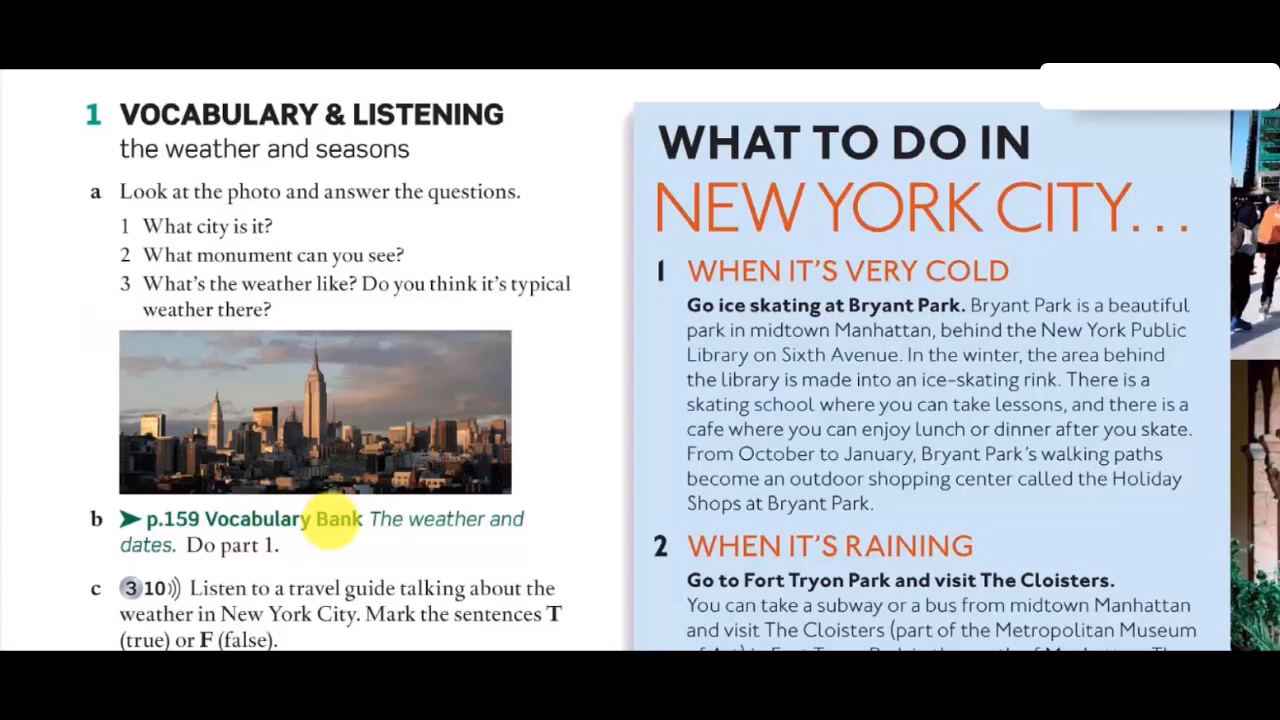 1 VOCABULARY & LISTENING
the weather and seasons
a Look at the photo and answer the questions.
1 What city is it?
2 What monument can you see?
3 What's the weather like? Do you think it's typical
weather there?
b ➤ p.159 Vocabulary Bank The weather and
dates. Do part 1.
c 3 10)) Listen to a travel guide talking about the
weather in New York City. Mark the sentences T
(true) or F (false).
WHAT TO DO IN
NEW YORK CITY...
1 WHEN IT'S VERY COLD
Go ice skating at Bryant Park. Bryant Park is a beautiful
park in midtown Manhattan, behind the New York Public
Library on Sixth Avenue. In the winter, the area behind
the library is made into an ice-skating rink. There is a
skating school where you can take lessons, and there is a
cafe where you can enjoy lunch or dinner after you skate.
From October to January, Bryant Park's walking paths
become an outdoor shopping center called the Holiday
Shops at Bryant Park.
2 WHEN IT'S RAINING
Go to Fort Tryon Park and visit The Cloisters.
You can take a subway or a bus from midtown Manhattan
and visit The Cloisters (part of the Metropolitan Museum